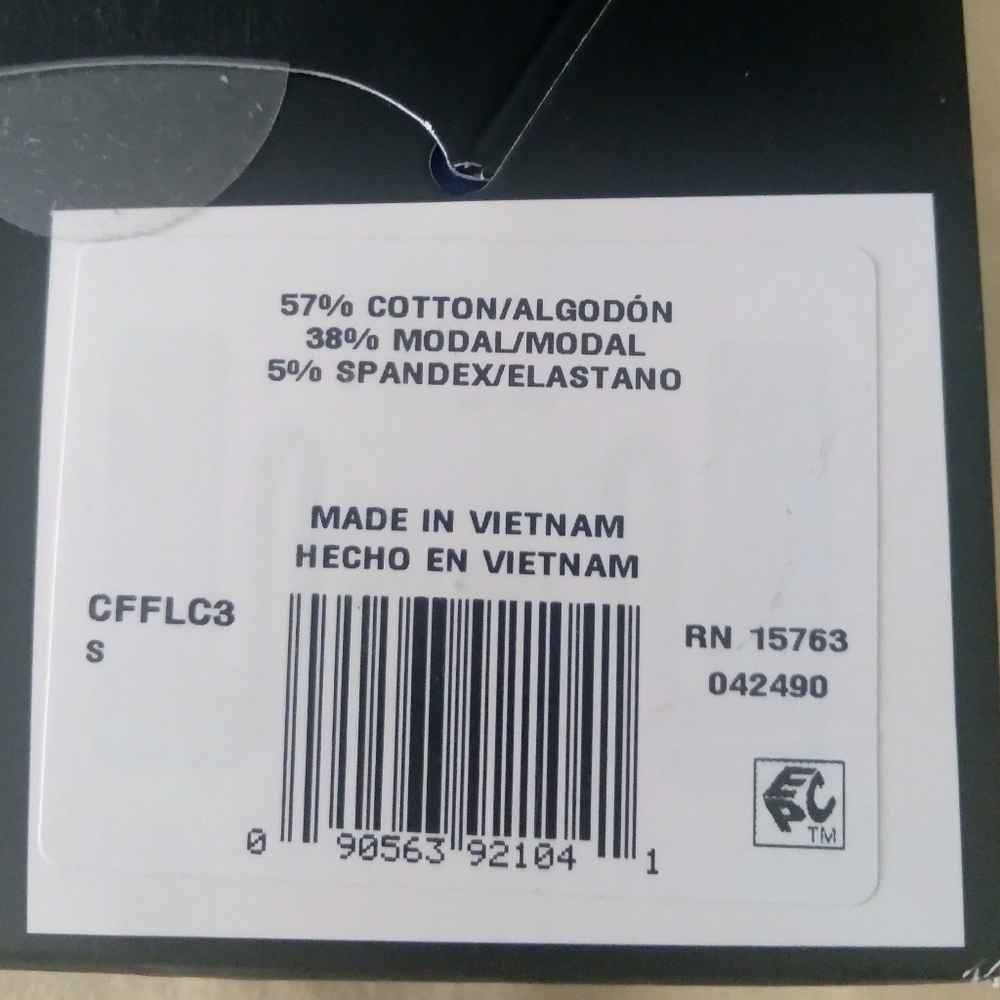 57% COTTON/ALGODÓN
38% MODAL/MODAL
5% SPANDEX/ELASTANO
MADE IN VIETNAM
HECHO EN VIETNAM
CFFLC3
S
RN 15763
042490
0 90563 92104 1
EPC
TM